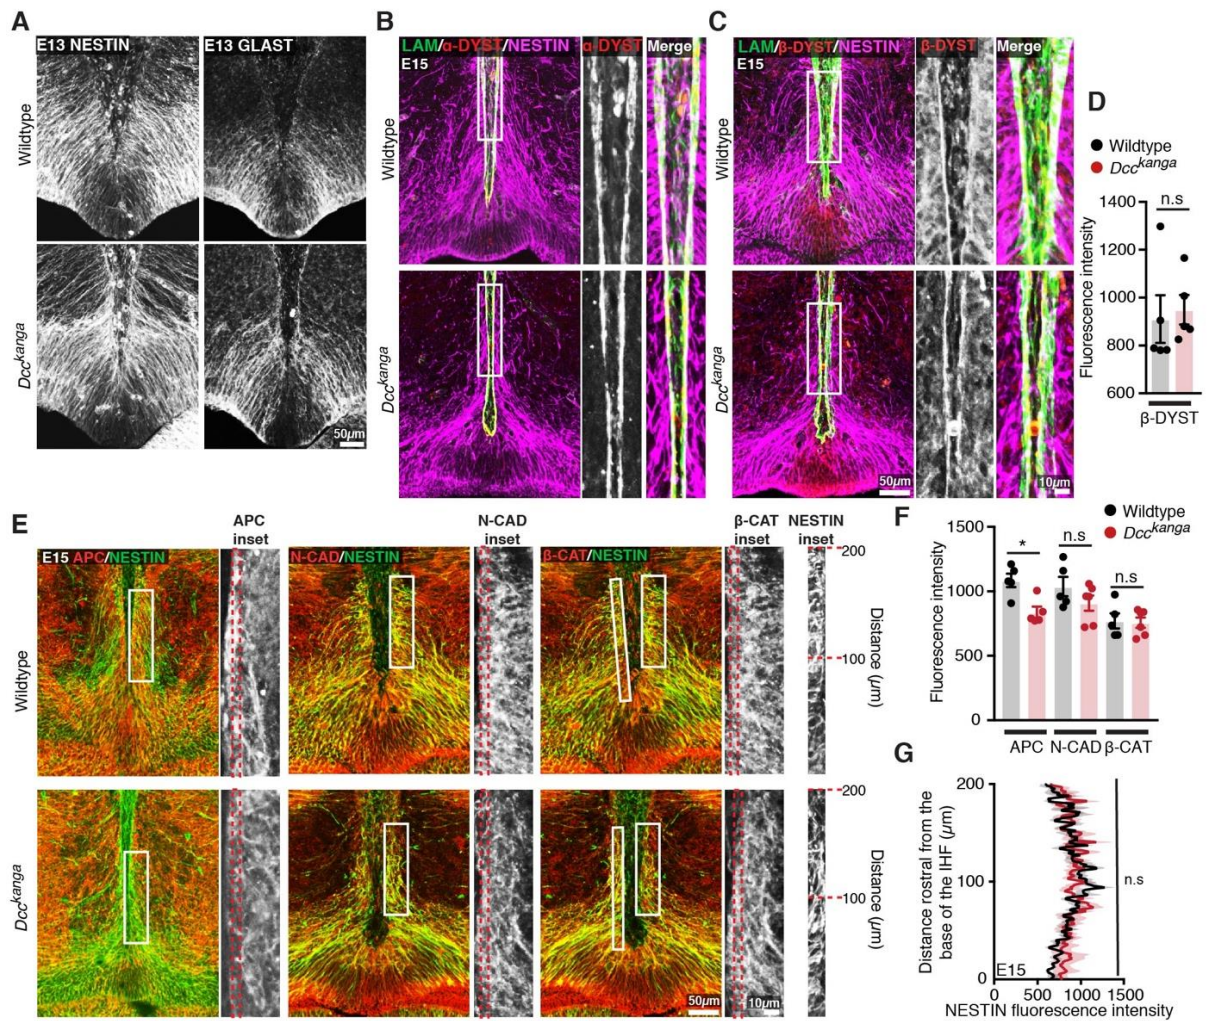 A
E13 NESTIN
E13 GLAST
Wildtype
Dcckanga
50µm
B
LAM/α-DYST/NESTIN
α-DYST
Merge
E15
Wildtype
Dcckanga
C
LAM/β-DYST/NESTIN
β-DYST
Merge
E15
Wildtype
Dcckanga
50µm
10µm
D
Wildtype
Dcckanga
n.s
1400
1200
1000
800
600
Fluorescence intensity
β-DYST
E
APC
inset
N-CAD
inset
β-CAT
inset
NESTIN
inset
E15 APC/NESTIN
N-CAD/NESTIN
β-CAT/NESTIN
Wildtype
200
100
Distance (µm)
Dcckanga
200
100
Distance (µm)
50µm
10µm
F
Wildtype
Dcckanga
1500
1000
500
0
Fluorescence intensity
*
n.s
n.s
APC
N-CAD
β-CAT
G
Distance rostral from the
base of the IHF (µm)
200
100
0
E15
n.s
0
500
1000
1500
NESTIN fluorescence intensity